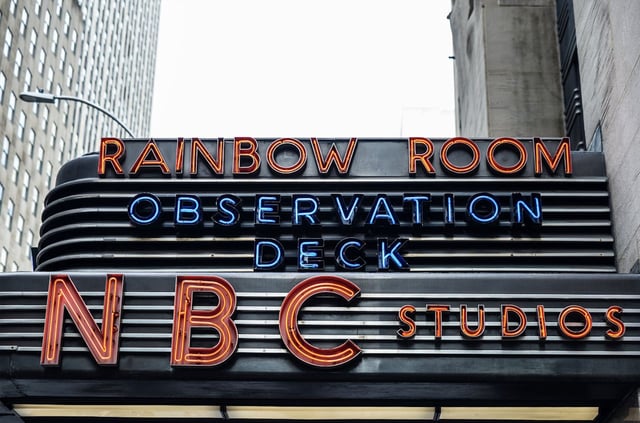 RAINBOW ROOM
OBSERVATION
DECK
NBC STUDIOS